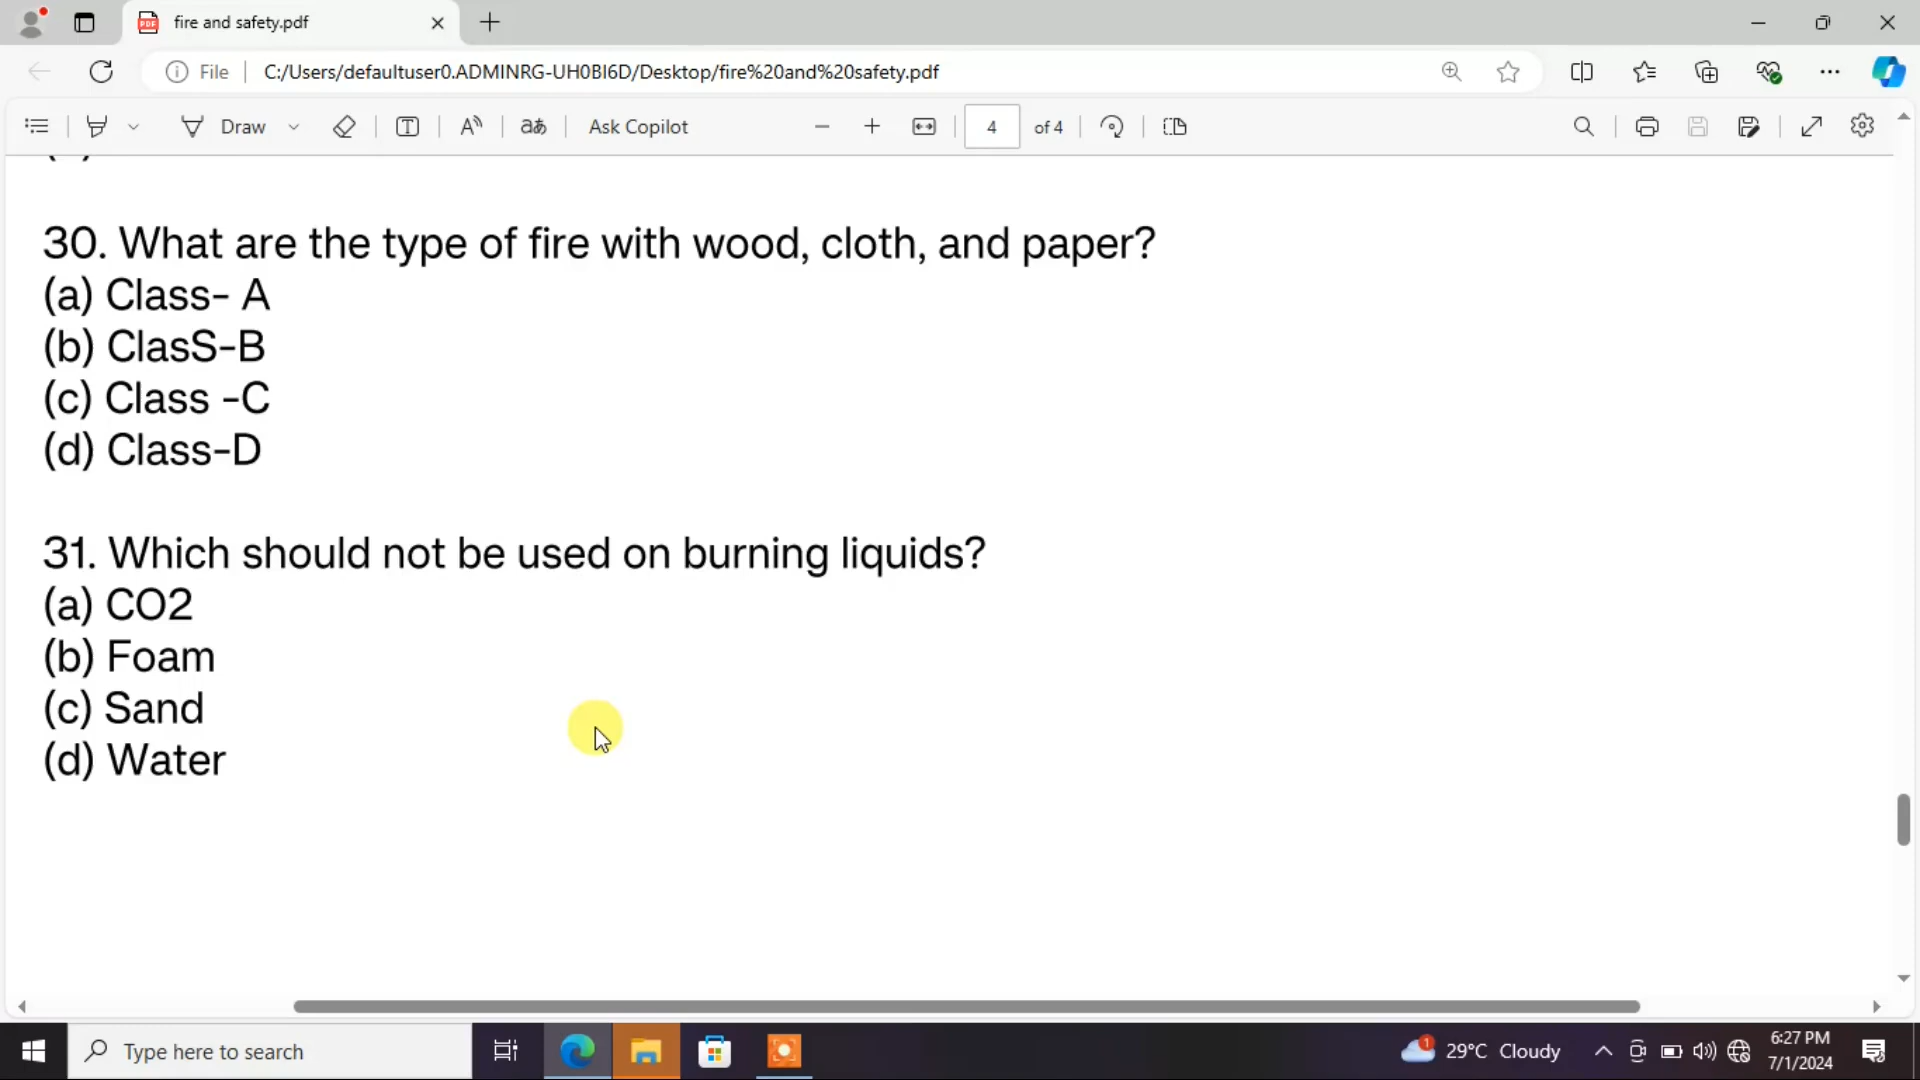 fire and safety.pdf
File C:/Users/defaultuser0.ADMINRG-UH0BI6D/Desktop/fire%20and%20safety.pdf
Draw Ask Copilot 4 of 4
30. What are the type of fire with wood, cloth, and paper?
(a) Class- A
(b) ClasS-B
(c) Class -C
(d) Class-D
31. Which should not be used on burning liquids?
(a) CO2
(b) Foam
(c) Sand
(d) Water
Type here to search
1
29°C Cloudy
6:27 PM
7/1/2024